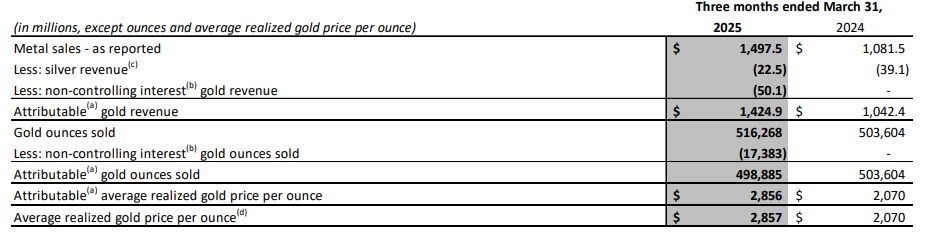 Three months ended March 31,
(in millions, except ounces and average realized gold price per ounce) 2025 2024
Metal sales - as reported $ 1,497.5 $ 1,081.5
Less: silver revenue(c) (22.5) (39.1)
Less: non-controlling interest(b) gold revenue (50.1) -
Attributable(a) gold revenue $ 1,424.9 $ 1,042.4
Gold ounces sold 516,268 503,604
Less: non-controlling interest(b) gold ounces sold (17,383) -
Attributable(a) gold ounces sold 498,885 503,604
Attributable(a) average realized gold price per ounce $ 2,856 $ 2,070
Average realized gold price per ounce(d) $ 2,857 $ 2,070